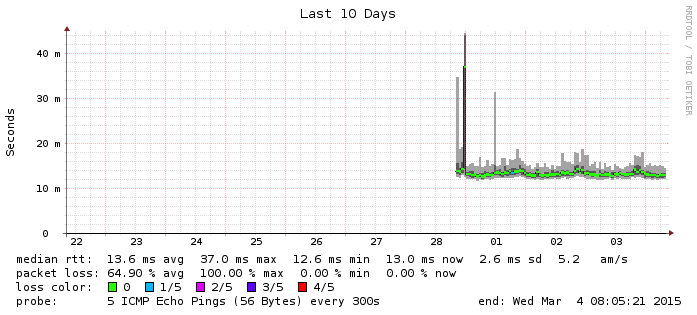 Last 10 Days
RRDTOOL / TOBI OETIKER
Seconds
40 m
30 m
20 m
10 m
0
22 23 24 25 26 27 28 01 02 03
median rtt: 13.6 ms avg 37.0 ms max 12.6 ms min 13.0 ms now 2.6 ms sd 5.2 am/s
packet loss: 64.90 % avg 100.00 % max 0.00 % min 0.00 % now
loss color: 0 1/5 2/5 3/5 4/5
probe: 5 ICMP Echo Pings (56 Bytes) every 300s end: Wed Mar 4 08:05:21 2015